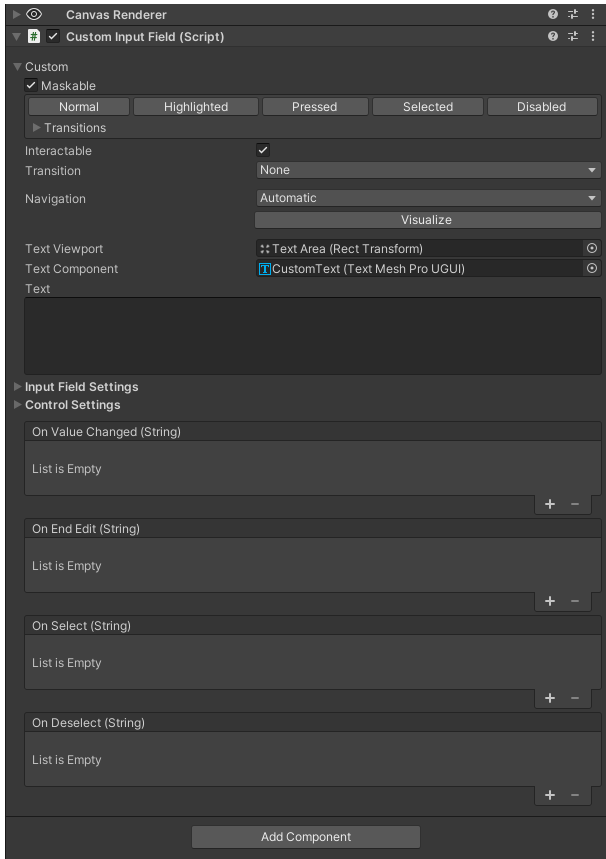 Canvas Renderer
# Custom Input Field (Script)
Custom
Maskable
Normal Highlighted Pressed Selected Disabled
Transitions
Interactable
Transition None
Navigation Automatic
Visualize
Text Viewport Text Area (Rect Transform)
Text Component T CustomText (Text Mesh Pro UGUI)
Text
Input Field Settings
Control Settings
On Value Changed (String)
List is Empty
+ −
On End Edit (String)
List is Empty
+ −
On Select (String)
List is Empty
+ −
On Deselect (String)
List is Empty
+ −
Add Component